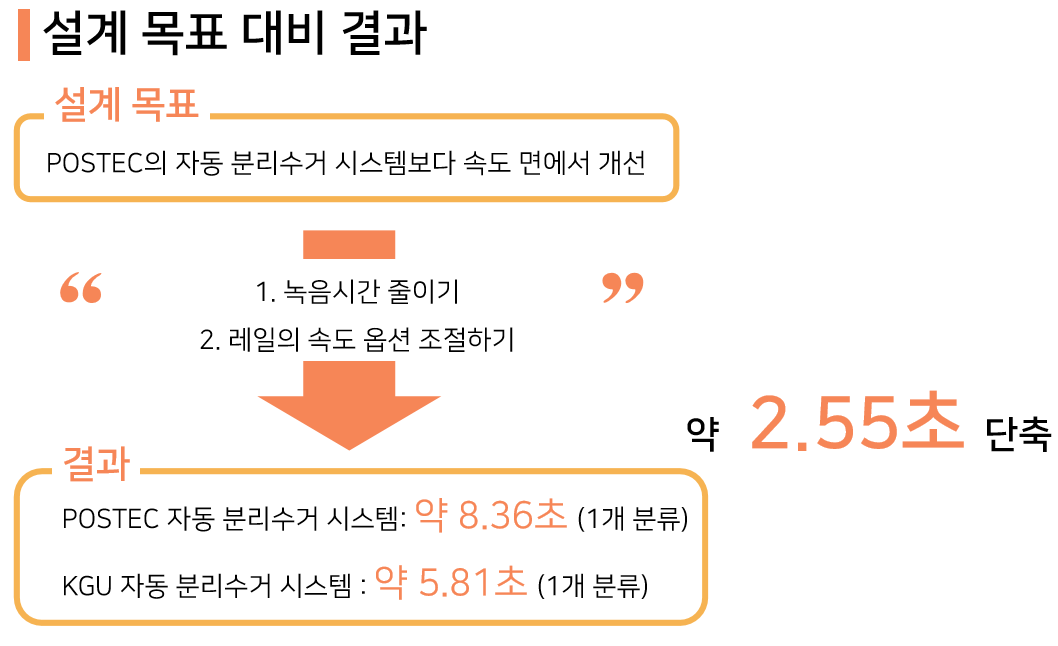 설계 목표 대비 결과
설계 목표
POSTEC의 자동 분리수거 시스템보다 속도 면에서 개선
“ 1. 녹음시간 줄이기 ”
2. 레일의 속도 옵션 조절하기
약 2.55초 단축
결과
POSTEC 자동 분리수거 시스템: 약 8.36초 (1개 분류)
KGU 자동 분리수거 시스템 : 약 5.81초 (1개 분류)